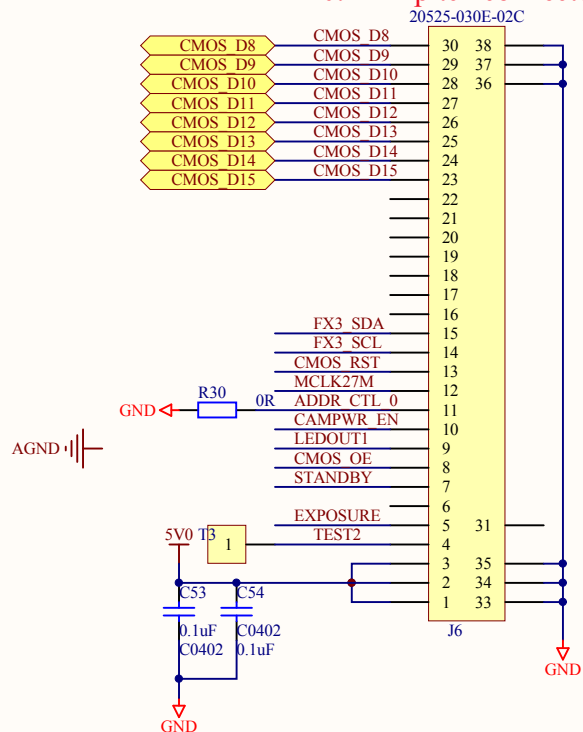 20525-030E-02C
CMOS_D8 CMOS_D8 30 38
CMOS_D9 CMOS_D9 29 37
CMOS_D10 CMOS_D10 28 36
CMOS_D11 CMOS_D11 27
CMOS_D12 CMOS_D12 26
CMOS_D13 CMOS_D13 25
CMOS_D14 CMOS_D14 24
CMOS_D15 CMOS_D15 23
22
21
20
19
18
17
16
FX3_SDA 15
FX3_SCL 14
CMOS_RST 13
MCLK27M 12
GND R30 0R ADDR_CTL_0 11
CAMPWR_EN 10
AGND LEDOUT1 9
CMOS_OE 8
STANDBY 7
6
EXPOSURE 5 31
5V0 T3 1 TEST2 4
3 35
2 34
1 33
C53 C54
0.1uF C0402
C0402 0.1uF
J6
GND
GND